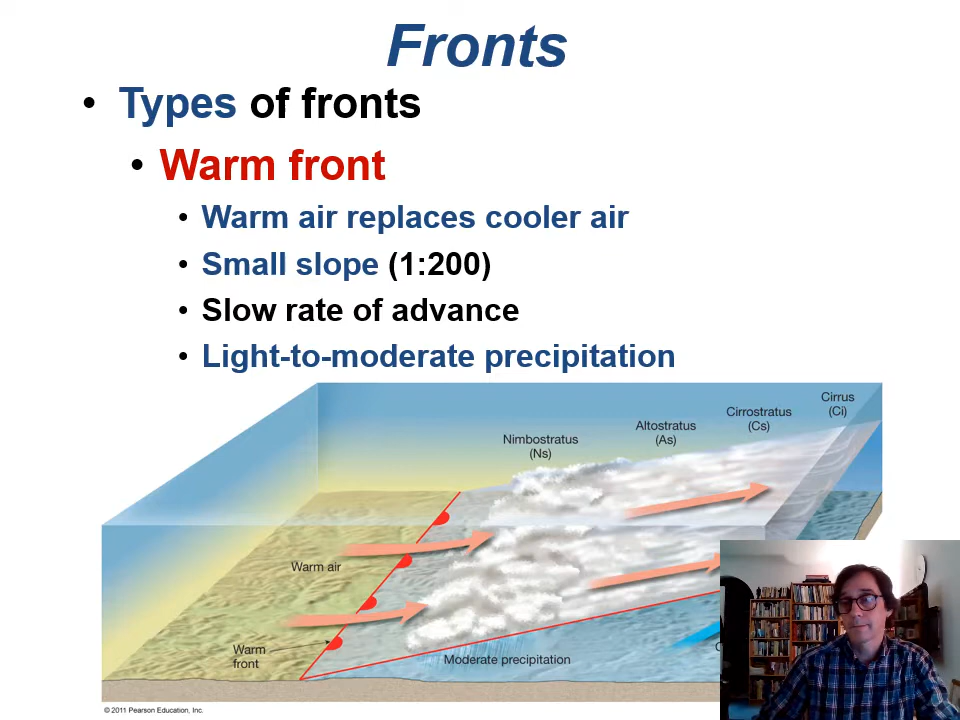 Fronts
• Types of fronts
• Warm front
• Warm air replaces cooler air
• Small slope (1:200)
• Slow rate of advance
• Light-to-moderate precipitation
Cirrus
(Ci)
Cirrostratus
(Cs)
Altostratus
(As)
Nimbostratus
(Ns)
Warm air
Warm
front
Moderate precipitation
© 2011 Pearson Education, Inc.